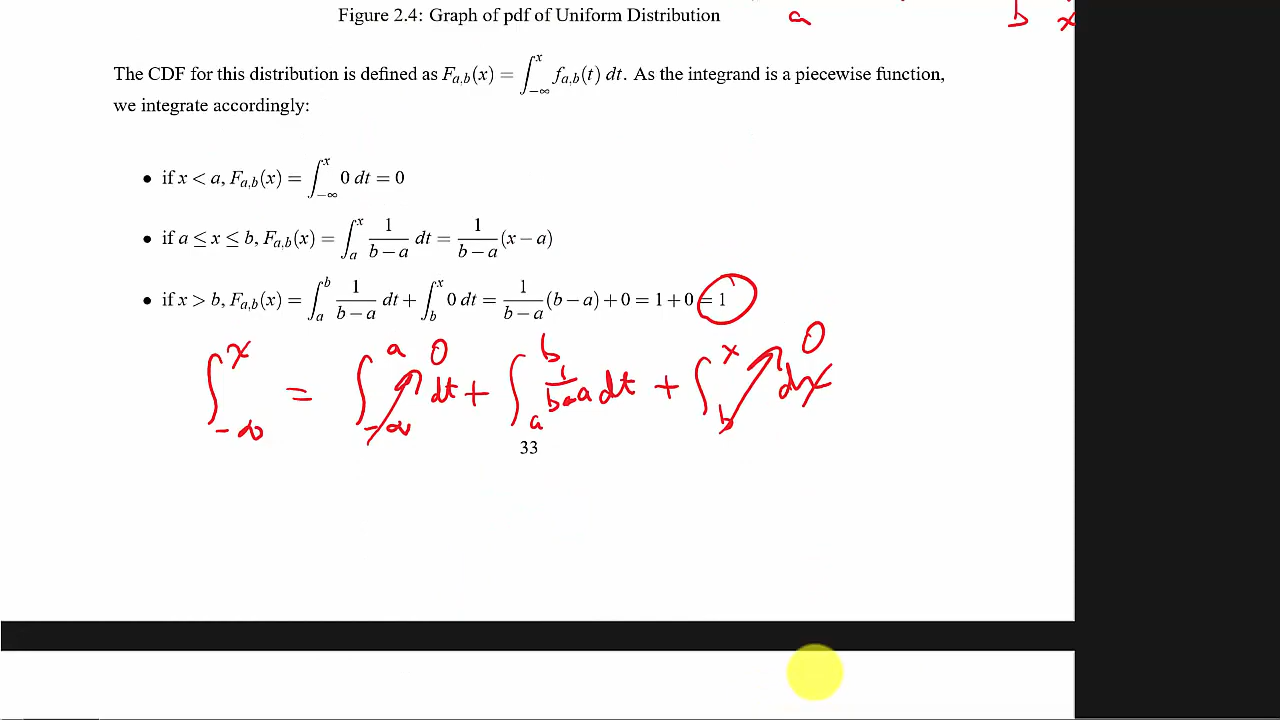 Figure 2.4: Graph of pdf of Uniform Distribution
a b x
The CDF for this distribution is defined as F_{a,b}(x) = ∫_{−∞}^{x} f_{a,b}(t) dt. As the integrand is a piecewise function,
we integrate accordingly:
• if x < a, F_{a,b}(x) = ∫_{−∞}^{x} 0 dt = 0
• if a ≤ x ≤ b, F_{a,b}(x) = ∫_{a}^{x} 1/(b−a) dt = 1/(b−a) (x−a)
• if x > b, F_{a,b}(x) = ∫_{a}^{b} 1/(b−a) dt + ∫_{b}^{x} 0 dt = 1/(b−a) (b−a) + 0 = 1 + 0 = 1
∫_{−∞}^{x} = ∫_{−∞}^{a} 0 dt + ∫_{a}^{b} 1/(b−a) dt + ∫_{b}^{x} 0 dx
33